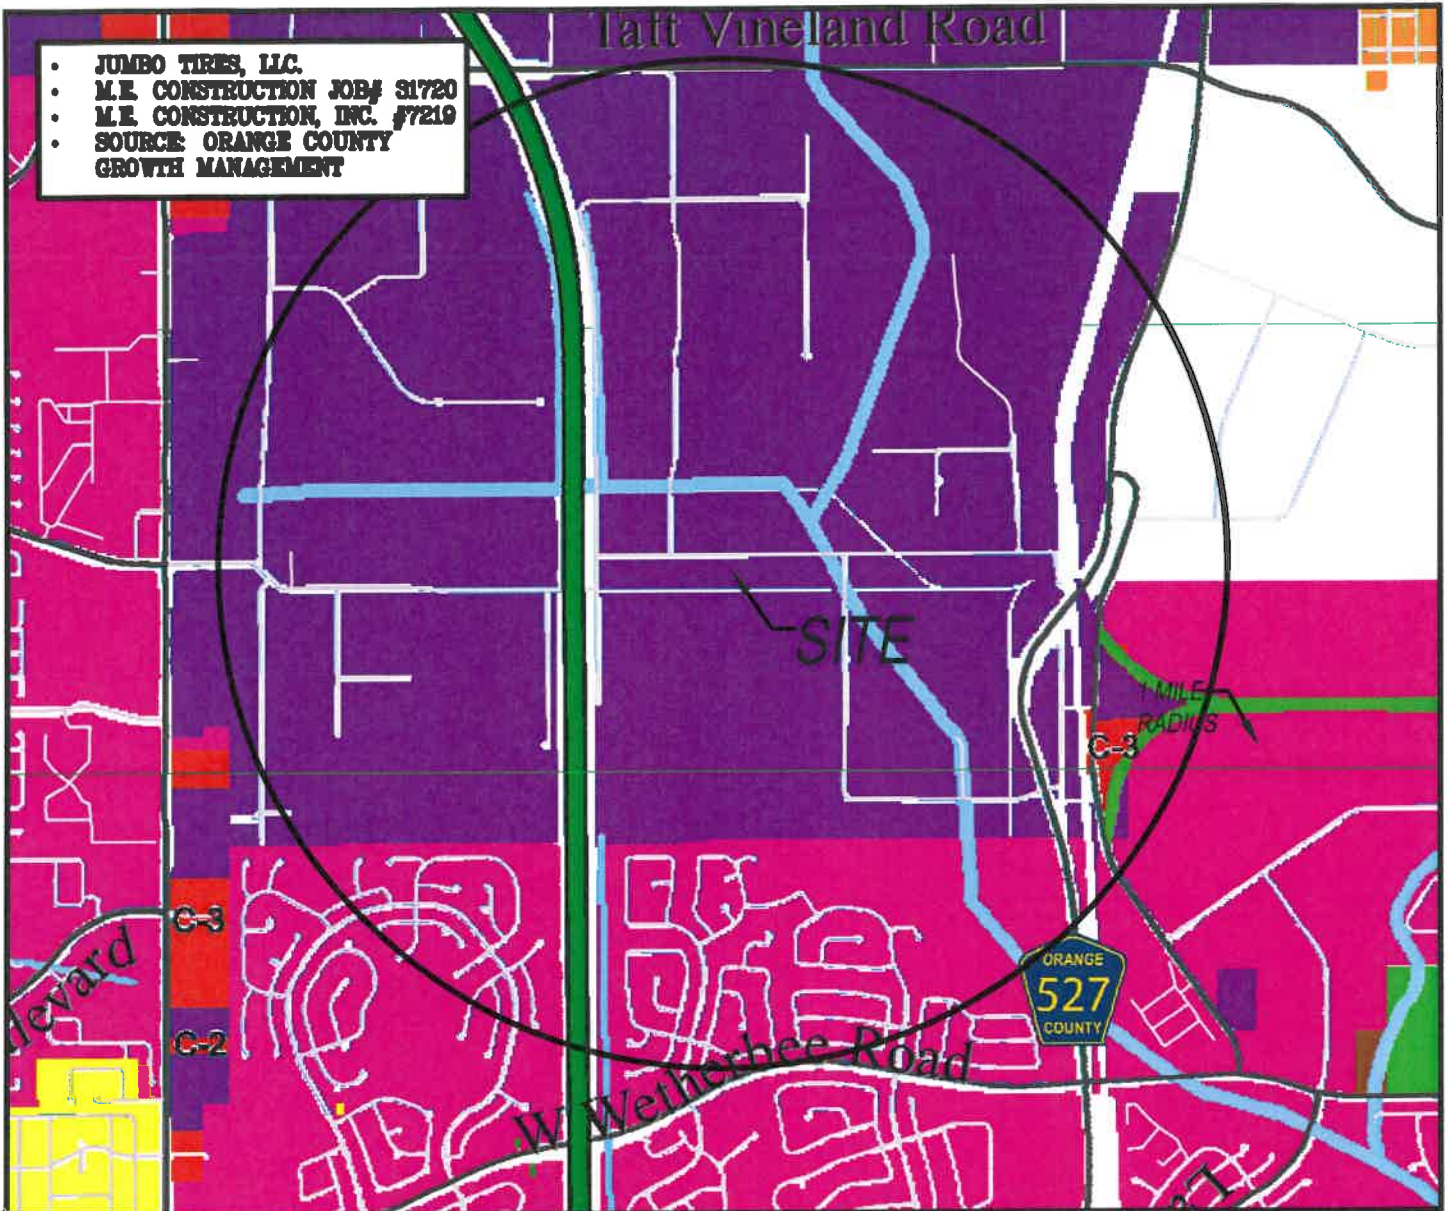 Taft Vineland Road
• JUMBO TIRES, LLC.
• M.E. CONSTRUCTION JOB# 31720
• M.E. CONSTRUCTION, INC. #7219
• SOURCE: ORANGE COUNTY
GROWTH MANAGEMENT
SITE
1 MILE
RADIUS
C-3
C-3
levard
C-2
ORANGE
527
COUNTY
W Wetherbee Road